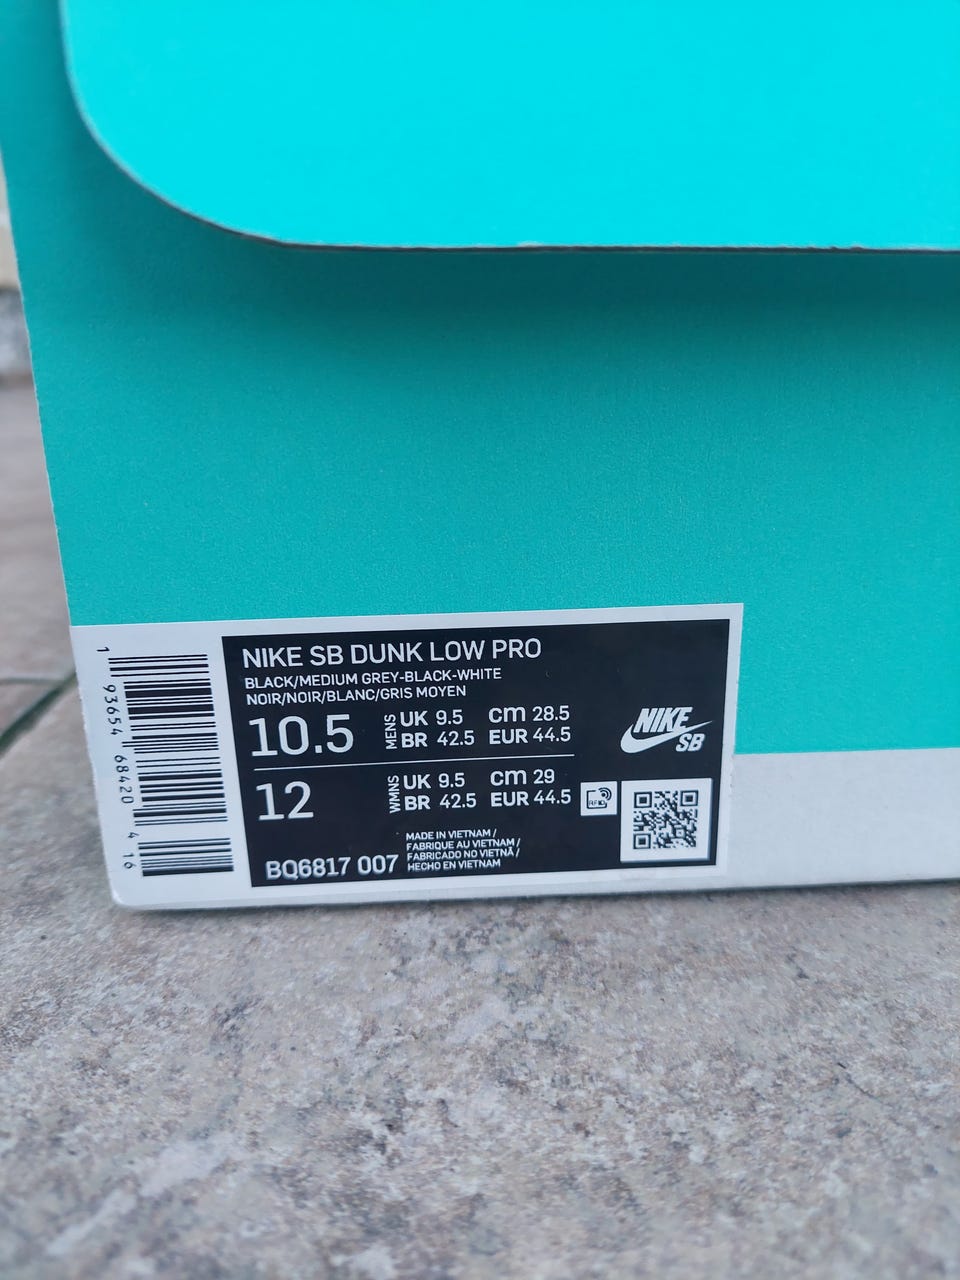 NIKE SB DUNK LOW PRO
BLACK/MEDIUM GREY-BLACK-WHITE
NOIR/NOIR/BLANC/GRIS MOYEN
10.5 MENS UK 9.5 cm 28.5
BR 42.5 EUR 44.5
12 WMNS UK 9.5 cm 29
BR 42.5 EUR 44.5
RFID
NIKE
SB
BQ6817 007
MADE IN VIETNAM /
FABRIQUE AU VIETNAM /
FABRICADO NO VIETNÃ /
HECHO EN VIETNAM
1 93654 68420 4 16